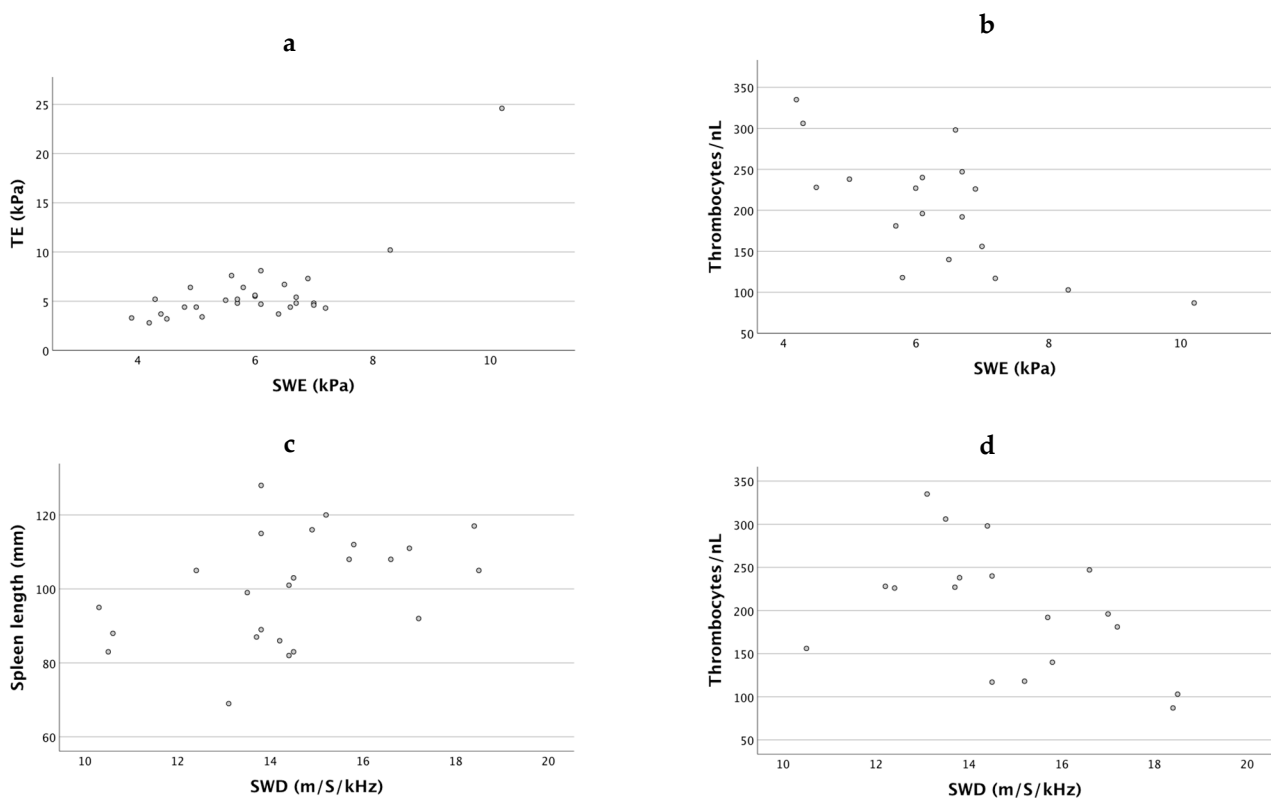 a
TE (kPa)
25
20
15
10
5
0
4 6 8 10
SWE (kPa)
b
Thrombocytes/nL
350
300
250
200
150
100
50
4 6 8 10
SWE (kPa)
c
Spleen length (mm)
120
100
80
60
10 12 14 16 18 20
SWD (m/S/kHz)
d
Thrombocytes/nL
350
300
250
200
150
100
50
10 12 14 16 18 20
SWD (m/S/kHz)